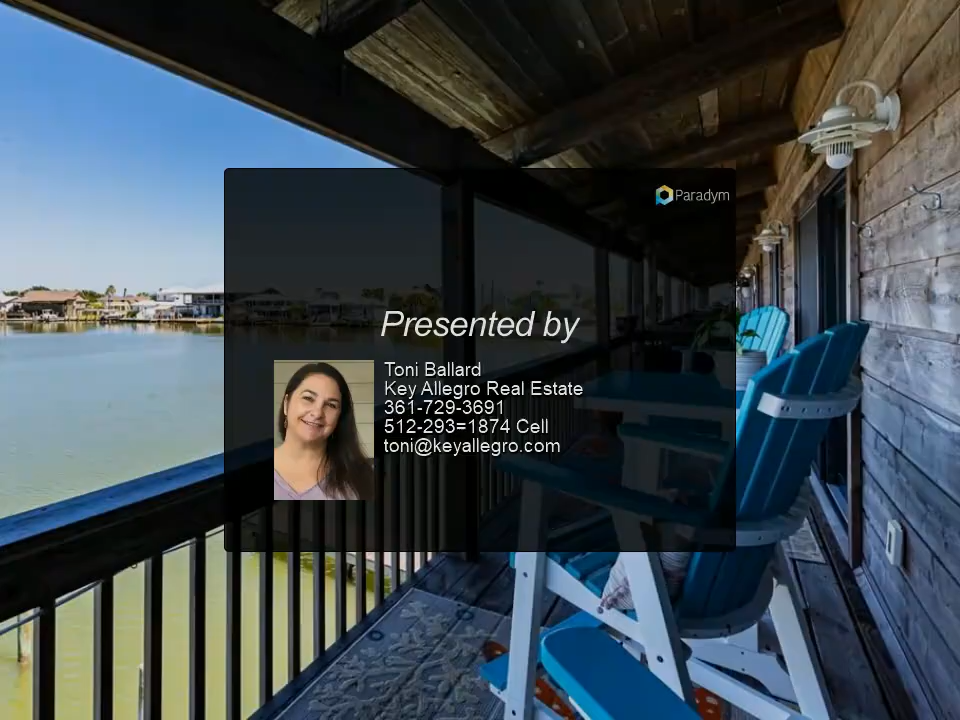 Paradym
Presented by
Toni Ballard
Key Allegro Real Estate
361-729-3691
512-293=1874 Cell
toni@keyallegro.com